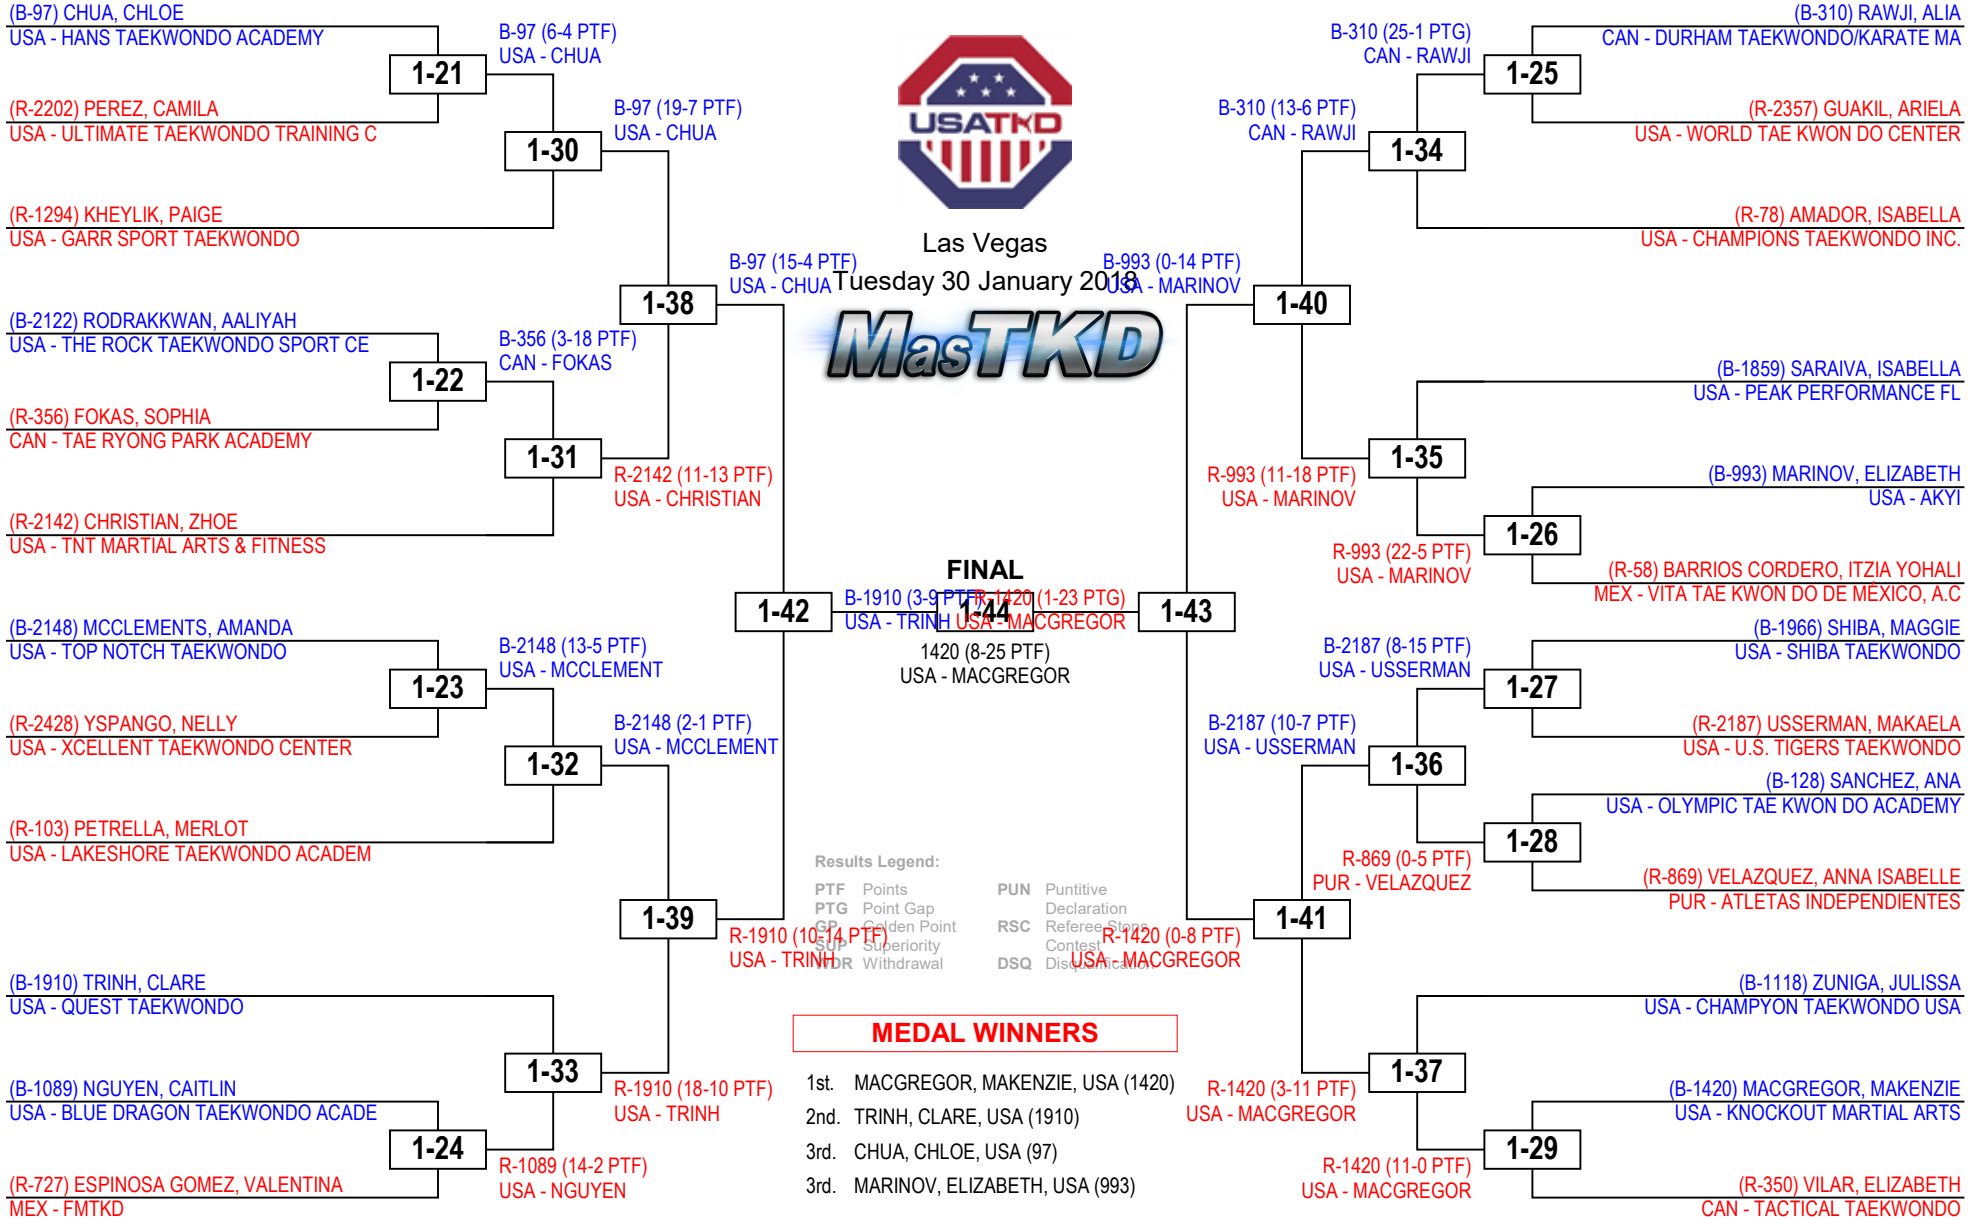 (B-97) CHUA, CHLOE
USA - HANS TAEKWONDO ACADEMY
1-21
(R-2202) PEREZ, CAMILA
USA - ULTIMATE TAEKWONDO TRAINING C
B-97 (6-4 PTF)
USA - CHUA
1-30
(R-1294) KHEYLIK, PAIGE
USA - GARR SPORT TAEKWONDO
B-97 (19-7 PTF)
USA - CHUA
1-38
(B-2122) RODRAKKWAN, AALIYAH
USA - THE ROCK TAEKWONDO SPORT CE
1-22
(R-356) FOKAS, SOPHIA
CAN - TAE RYONG PARK ACADEMY
B-356 (3-18 PTF)
CAN - FOKAS
1-31
(R-2142) CHRISTIAN, ZHOE
USA - TNT MARTIAL ARTS & FITNESS
R-2142 (11-13 PTF)
USA - CHRISTIAN
B-97 (15-4 PTF)
USA - CHUA
1-42
(B-2148) MCCLEMENTS, AMANDA
USA - TOP NOTCH TAEKWONDO
1-23
(R-2428) YSPANGO, NELLY
USA - XCELLENT TAEKWONDO CENTER
B-2148 (13-5 PTF)
USA - MCCLEMENT
1-32
(R-103) PETRELLA, MERLOT
USA - LAKESHORE TAEKWONDO ACADEM
B-2148 (2-1 PTF)
USA - MCCLEMENT
1-39
(B-1910) TRINH, CLARE
USA - QUEST TAEKWONDO
1-33
(B-1089) NGUYEN, CAITLIN
USA - BLUE DRAGON TAEKWONDO ACADE
1-24
(R-727) ESPINOSA GOMEZ, VALENTINA
MEX - FMTKD
R-1089 (14-2 PTF)
USA - NGUYEN
R-1910 (18-10 PTF)
USA - TRINH
R-1910 (10-14 PTF)
USA - TRINH
USATKD
Las Vegas
Tuesday 30 January 2018
MasTKD
FINAL
B-1910 (3-9 PTF)
USA - TRINH
1-44
R-1420 (1-23 PTG)
USA - MACGREGOR
1420 (8-25 PTF)
USA - MACGREGOR
Results Legend:
PTF Points
PTG Point Gap
GP Golden Point
SUP Superiority
WDR Withdrawal
PUN Puntitive
Declaration
RSC Referee Stops
Contest
DSQ Disqualification
MEDAL WINNERS
1st. MACGREGOR, MAKENZIE, USA (1420)
2nd. TRINH, CLARE, USA (1910)
3rd. CHUA, CHLOE, USA (97)
3rd. MARINOV, ELIZABETH, USA (993)
(B-310) RAWJI, ALIA
CAN - DURHAM TAEKWONDO/KARATE MA
1-25
(R-2357) GUAKIL, ARIELA
USA - WORLD TAE KWON DO CENTER
B-310 (25-1 PTG)
CAN - RAWJI
1-34
(R-78) AMADOR, ISABELLA
USA - CHAMPIONS TAEKWONDO INC.
B-310 (13-6 PTF)
CAN - RAWJI
1-40
(B-1859) SARAIVA, ISABELLA
USA - PEAK PERFORMANCE FL
1-35
(B-993) MARINOV, ELIZABETH
USA - AKYI
1-26
(R-58) BARRIOS CORDERO, ITZIA YOHALI
MEX - VITA TAE KWON DO DE MÉXICO, A.C
R-993 (22-5 PTF)
USA - MARINOV
R-993 (11-18 PTF)
USA - MARINOV
B-993 (0-14 PTF)
USA - MARINOV
1-43
(B-1966) SHIBA, MAGGIE
USA - SHIBA TAEKWONDO
1-27
(R-2187) USSERMAN, MAKAELA
USA - U.S. TIGERS TAEKWONDO
B-2187 (8-15 PTF)
USA - USSERMAN
1-36
(B-128) SANCHEZ, ANA
USA - OLYMPIC TAE KWON DO ACADEMY
1-28
(R-869) VELAZQUEZ, ANNA ISABELLE
PUR - ATLETAS INDEPENDIENTES
R-869 (0-5 PTF)
PUR - VELAZQUEZ
B-2187 (10-7 PTF)
USA - USSERMAN
1-41
(B-1118) ZUNIGA, JULISSA
USA - CHAMPYON TAEKWONDO USA
1-37
(B-1420) MACGREGOR, MAKENZIE
USA - KNOCKOUT MARTIAL ARTS
1-29
(R-350) VILAR, ELIZABETH
CAN - TACTICAL TAEKWONDO
R-1420 (11-0 PTF)
USA - MACGREGOR
R-1420 (3-11 PTF)
USA - MACGREGOR
R-1420 (0-8 PTF)
USA - MACGREGOR